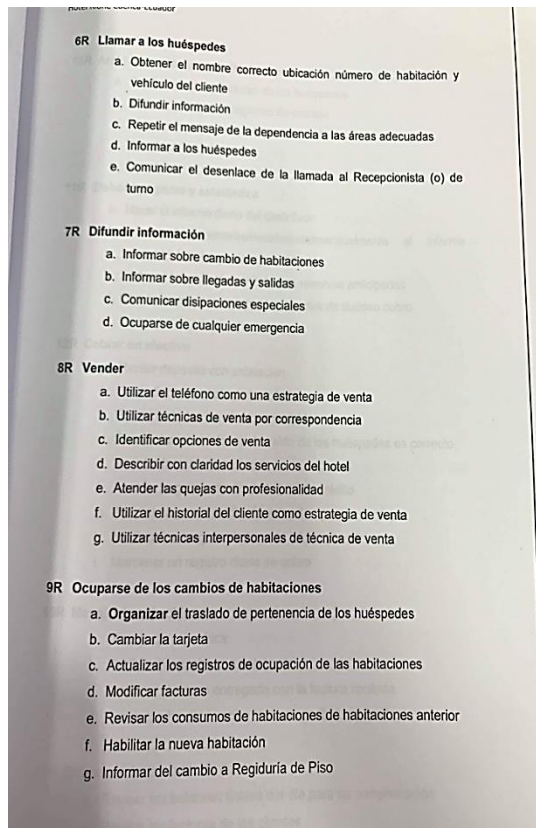 6R Llamar a los huéspedes
a. Obtener el nombre correcto ubicación número de habitación y
vehículo del cliente
b. Difundir información
c. Repetir el mensaje de la dependencia a las áreas adecuadas
d. Informar a los huéspedes
e. Comunicar el desenlace de la llamada al Recepcionista (o) de
turno
7R Difundir información
a. Informar sobre cambio de habitaciones
b. Informar sobre llegadas y salidas
c. Comunicar disipaciones especiales
d. Ocuparse de cualquier emergencia
8R Vender
a. Utilizar el teléfono como una estrategia de venta
b. Utilizar técnicas de venta por correspondencia
c. Identificar opciones de venta
d. Describir con claridad los servicios del hotel
e. Atender las quejas con profesionalidad
f. Utilizar el historial del cliente como estrategia de venta
g. Utilizar técnicas interpersonales de técnica de venta
9R Ocuparse de los cambios de habitaciones
a. Organizar el traslado de pertenencia de los huéspedes
b. Cambiar la tarjeta
c. Actualizar los registros de ocupación de las habitaciones
d. Modificar facturas
e. Revisar los consumos de habitaciones de habitaciones anterior
f. Habilitar la nueva habitación
g. Informar del cambio a Regiduría de Piso